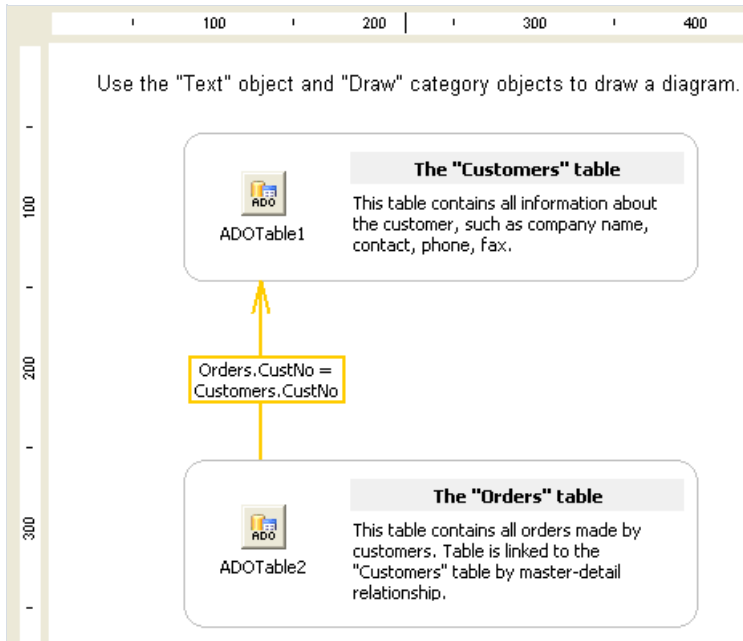 100 200 300 400
Use the "Text" object and "Draw" category objects to draw a diagram.
100
ADO
ADOTable1
The "Customers" table
This table contains all information about
the customer, such as company name,
contact, phone, fax.
200
Orders.CustNo =
Customers.CustNo
300
ADO
ADOTable2
The "Orders" table
This table contains all orders made by
customers. Table is linked to the
"Customers" table by master-detail
relationship.